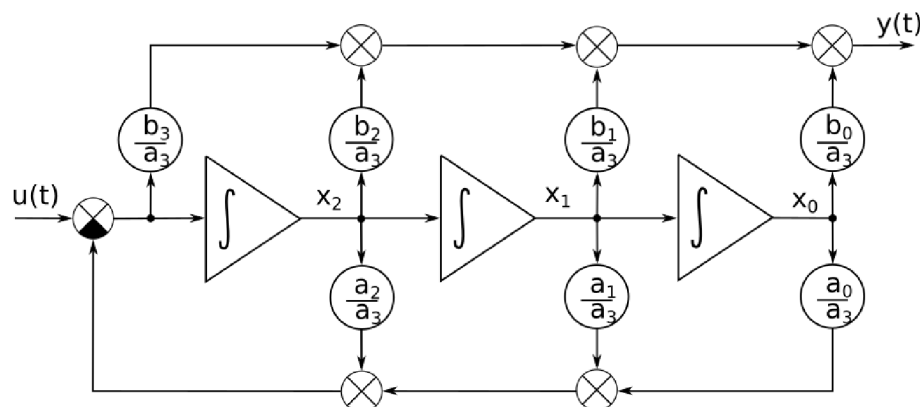 y(t)
b₃ b₂ b₁ b₀
a₃ a₃ a₃ a₃
u(t) ∫ x₂ ∫ x₁ ∫ x₀
a₂ a₁ a₀
a₃ a₃ a₃